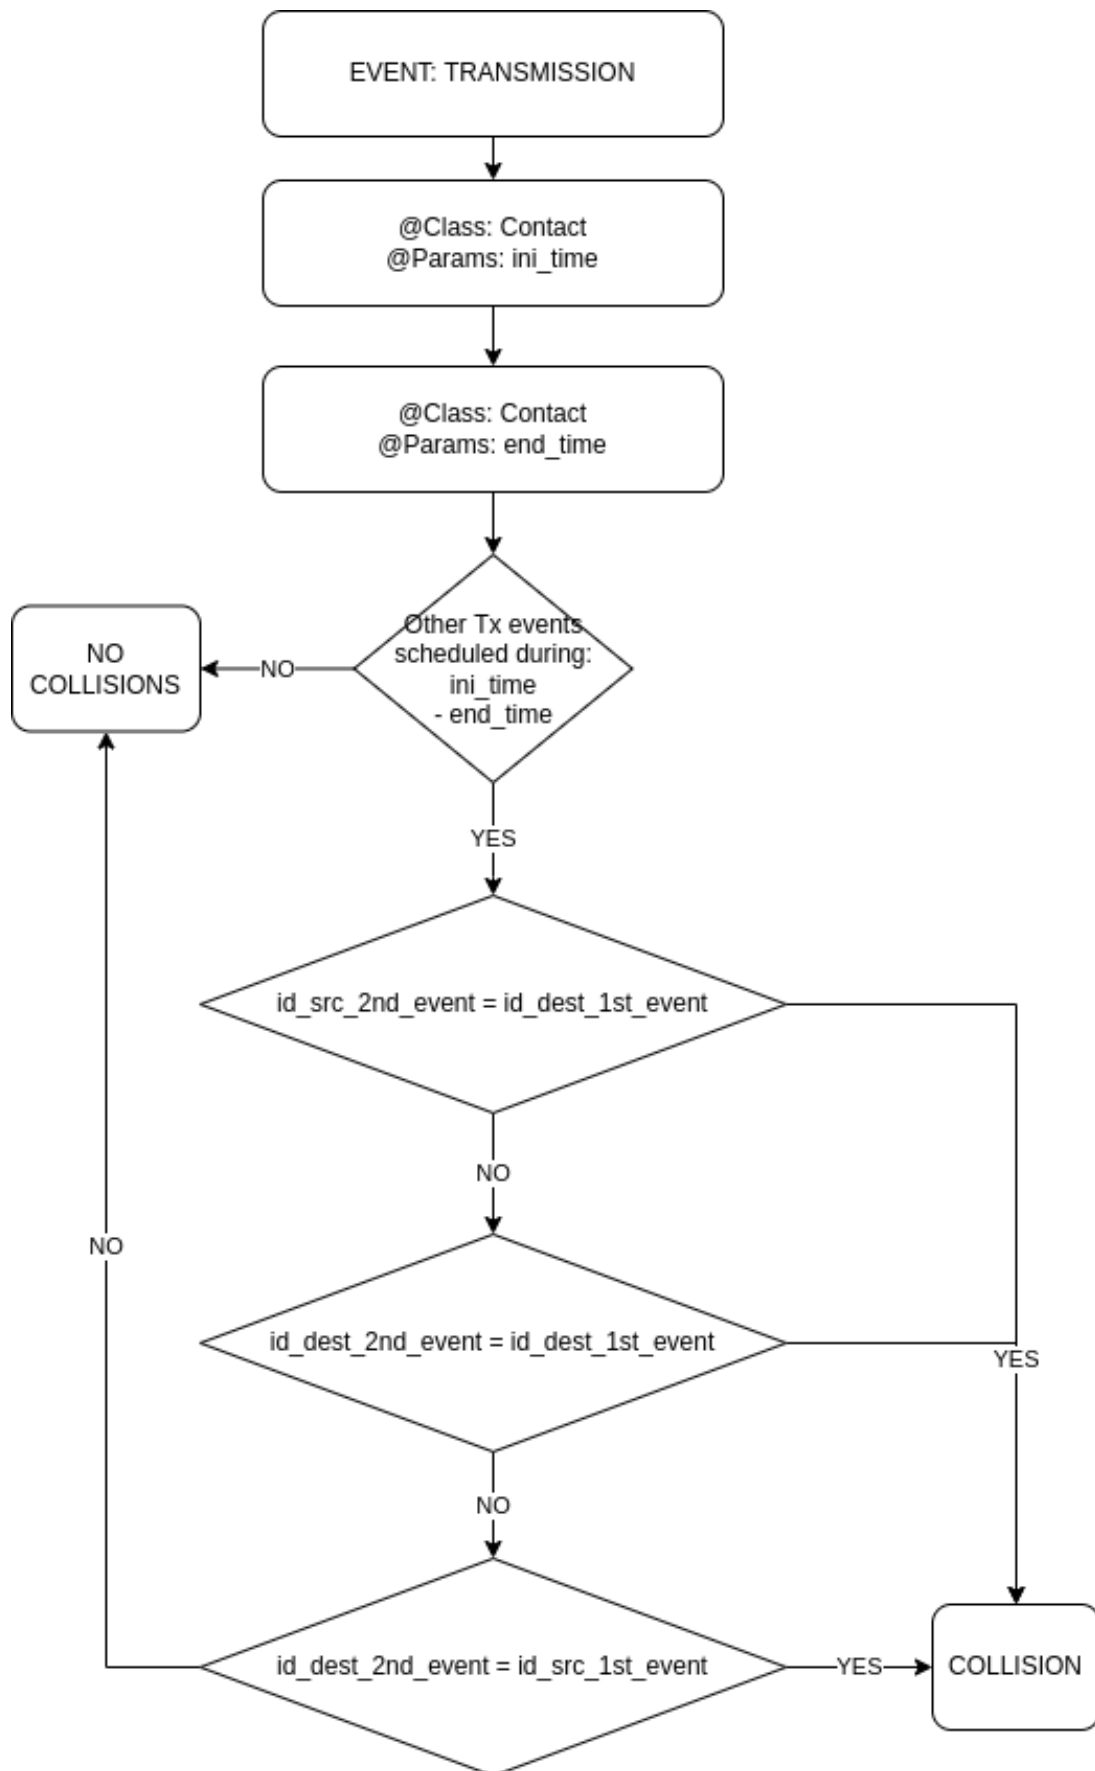 EVENT: TRANSMISSION
@Class: Contact
@Params: ini_time
@Class: Contact
@Params: end_time
Other Tx events
scheduled during:
ini_time
- end_time
NO
NO
COLLISIONS
YES
id_src_2nd_event = id_dest_1st_event
NO
NO
id_dest_2nd_event = id_dest_1st_event
YES
NO
id_dest_2nd_event = id_src_1st_event
YES
COLLISION